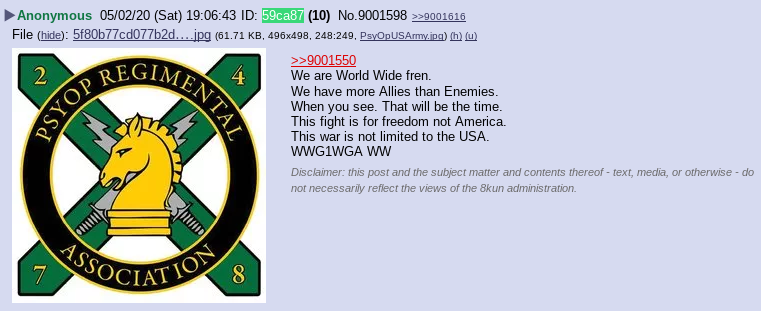 ▶Anonymous 05/02/20 (Sat) 19:06:43 ID: 59ca87 (10) No.9001598 >>9001616
File (hide): 5f80b77cd077b2d….jpg (61.71 KB, 496x498, 248:249, PsyOpUSArmy.jpg) (h) (u)
2 4
PSYOP REGIMENTAL
ASSOCIATION
7 8
>>9001550
We are World Wide fren.
We have more Allies than Enemies.
When you see. That will be the time.
This fight is for freedom not America.
This war is not limited to the USA.
WWG1WGA WW
Disclaimer: this post and the subject matter and contents thereof - text, media, or otherwise - do
not necessarily reflect the views of the 8kun administration.